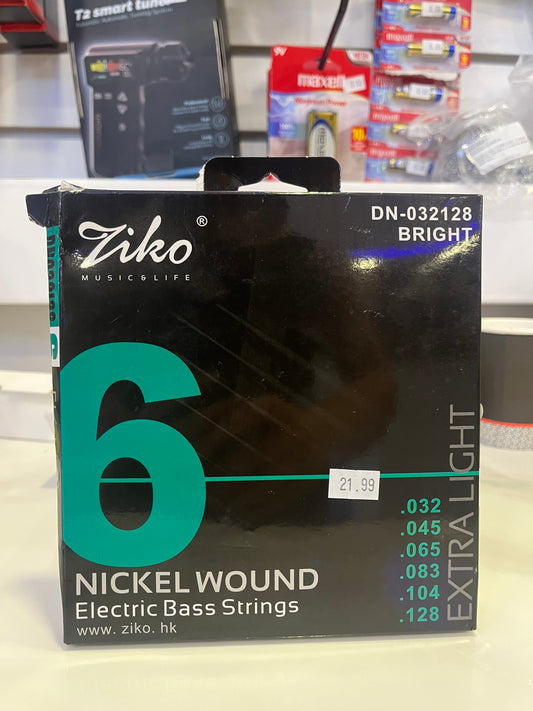 T2 smart tuner
maxell
Ziko®
MUSIC & LIFE
DN-032128
BRIGHT
6
21.99
.032
.045
.065
.083
.104
.128
EXTRA LIGHT
NICKEL WOUND
Electric Bass Strings
www. ziko. hk